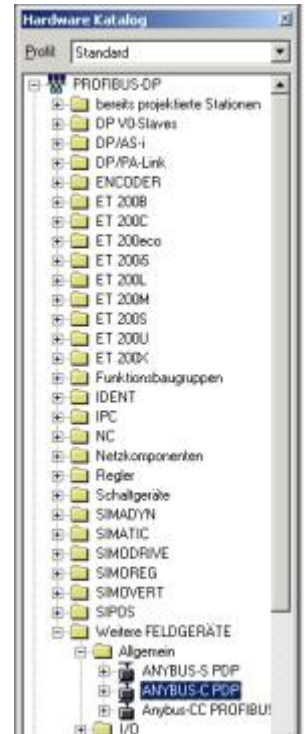 Hardware Katalog
Profil: Standard
PROFIBUS-DP
bereits projektierte Stationen
DP V0-Slaves
DP/AS-i
DP/PA-Link
ENCODER
ET 200B
ET 200C
ET 200eco
ET 200iS
ET 200L
ET 200M
ET 200S
ET 200U
ET 200X
Funktionsbaugruppen
IDENT
IPC
NC
Netzkomponenten
Regler
Schaltgeräte
SIMADYN
SIMATIC
SIMODRIVE
SIMOREG
SIMOVERT
SIPOS
Weitere FELDGERÄTE
Allgemein
ANYBUS-S PDP
ANYBUS-C PDP
Anybus-CC PROFIBU
I/O